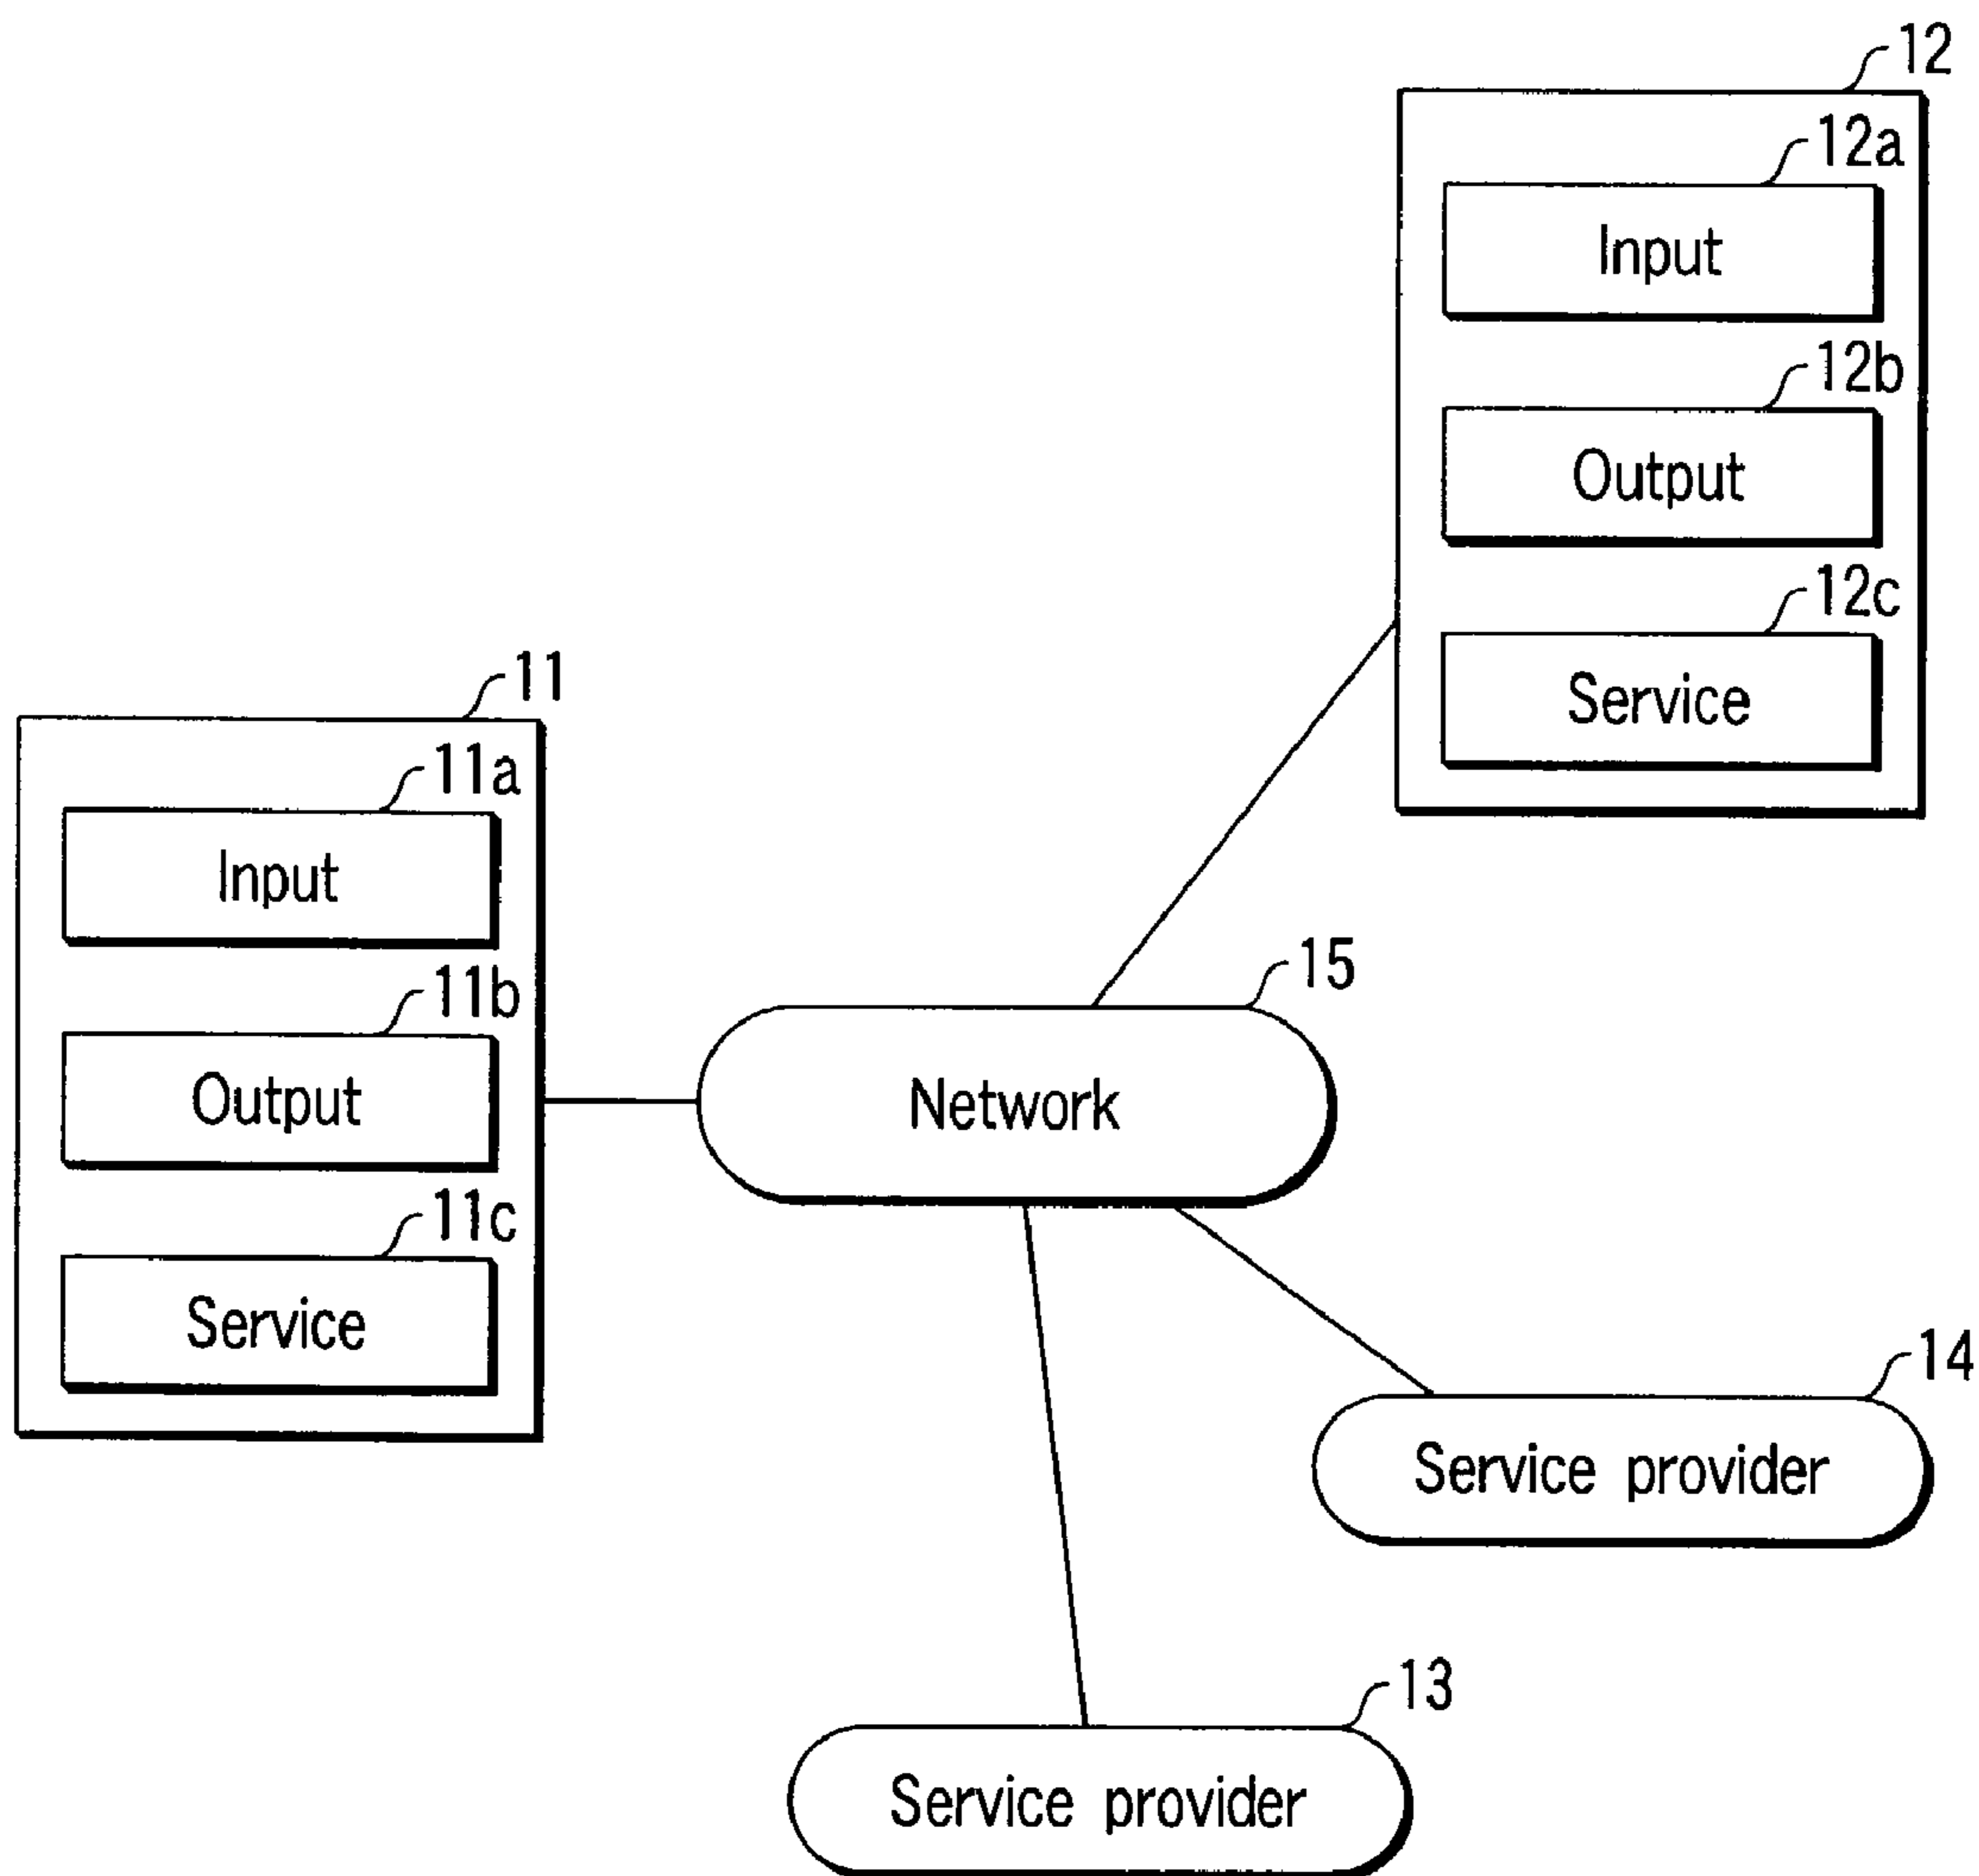 12
12a
Input
12b
Output
12c
Service
11
11a
Input
11b
Output
11c
Service
15
Network
14
Service provider
13
Service provider